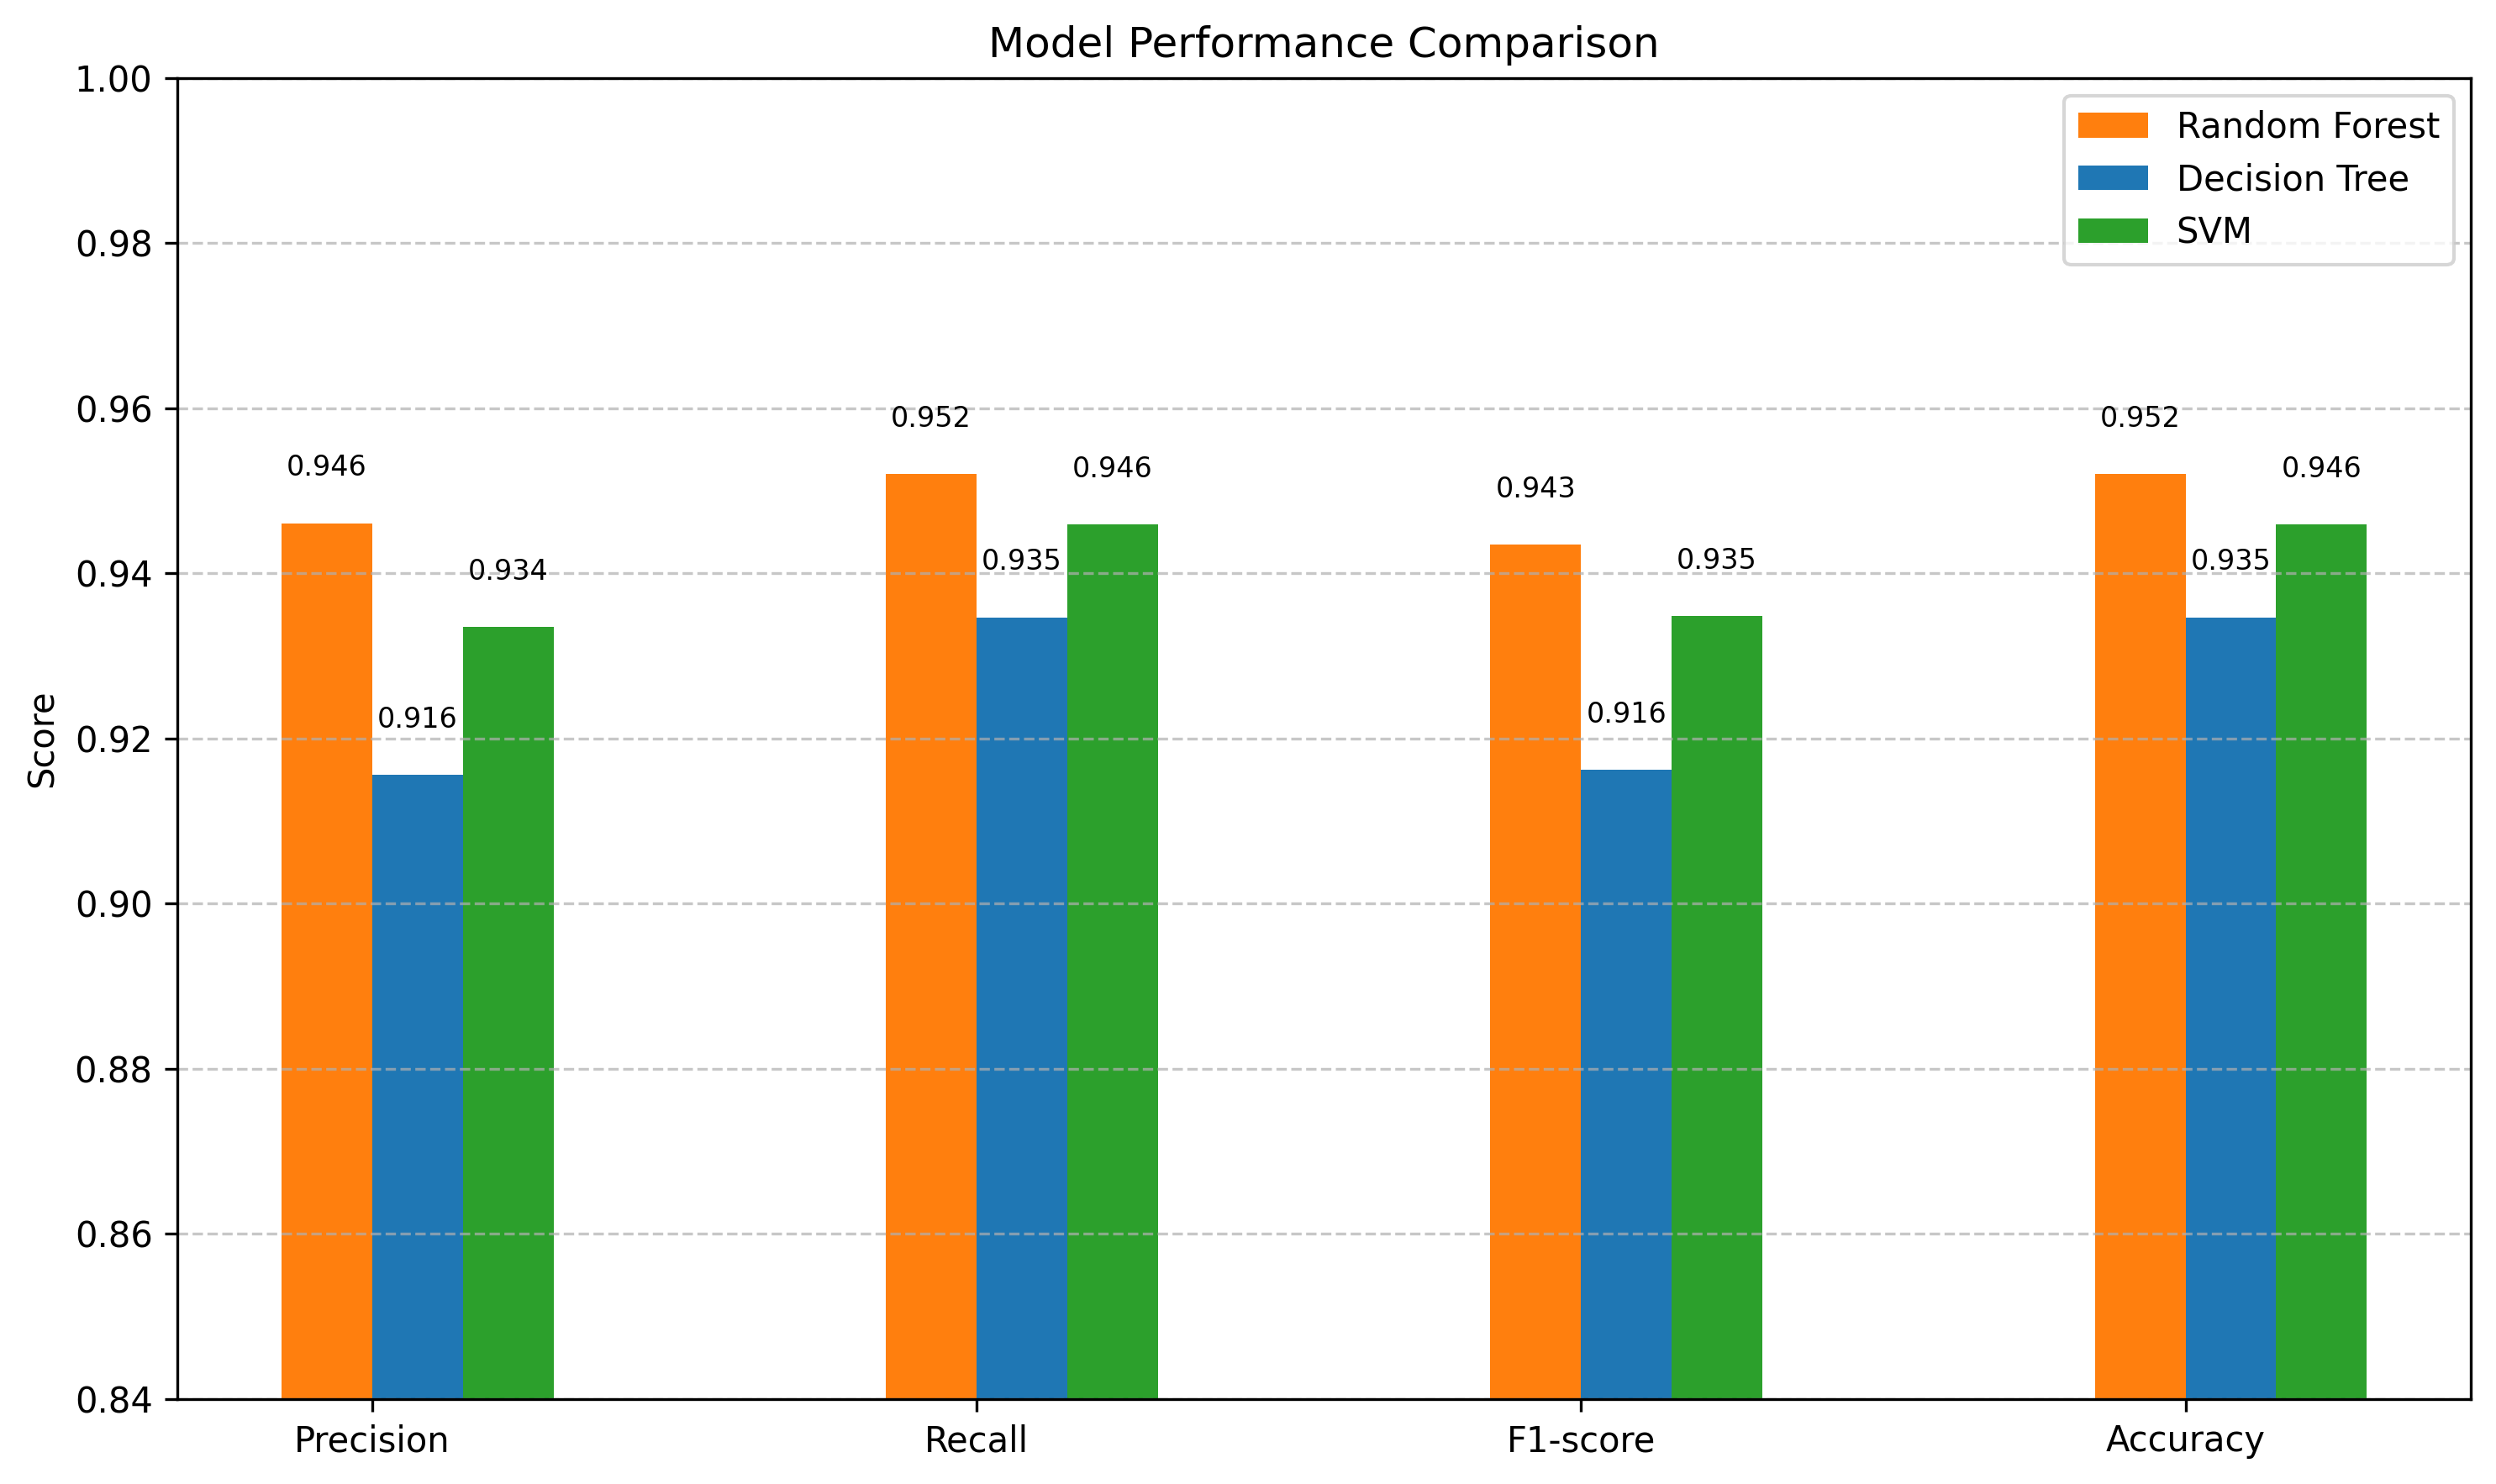 Model Performance Comparison
1.00
0.98
0.96
0.94
0.92
0.90
0.88
0.86
0.84
Score
Random Forest
Decision Tree
SVM
0.946
0.916
0.934
0.952
0.935
0.946
0.943
0.916
0.935
0.952
0.935
0.946
Precision
Recall
F1-score
Accuracy